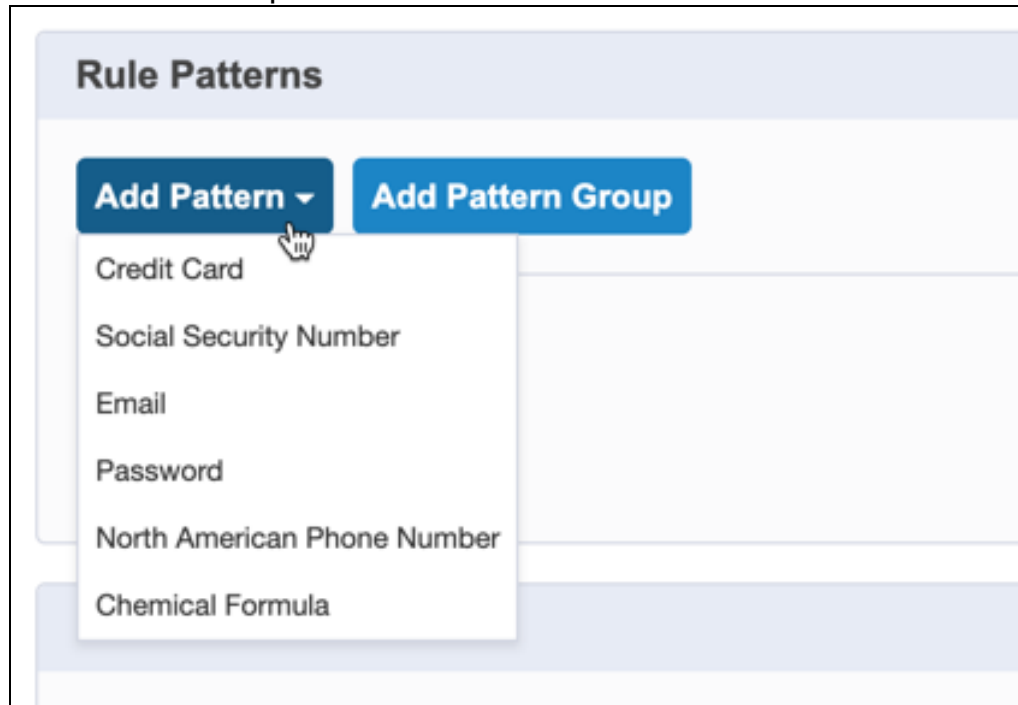 Rule Patterns
Add Pattern Add Pattern Group
Credit Card
Social Security Number
Email
Password
North American Phone Number
Chemical Formula